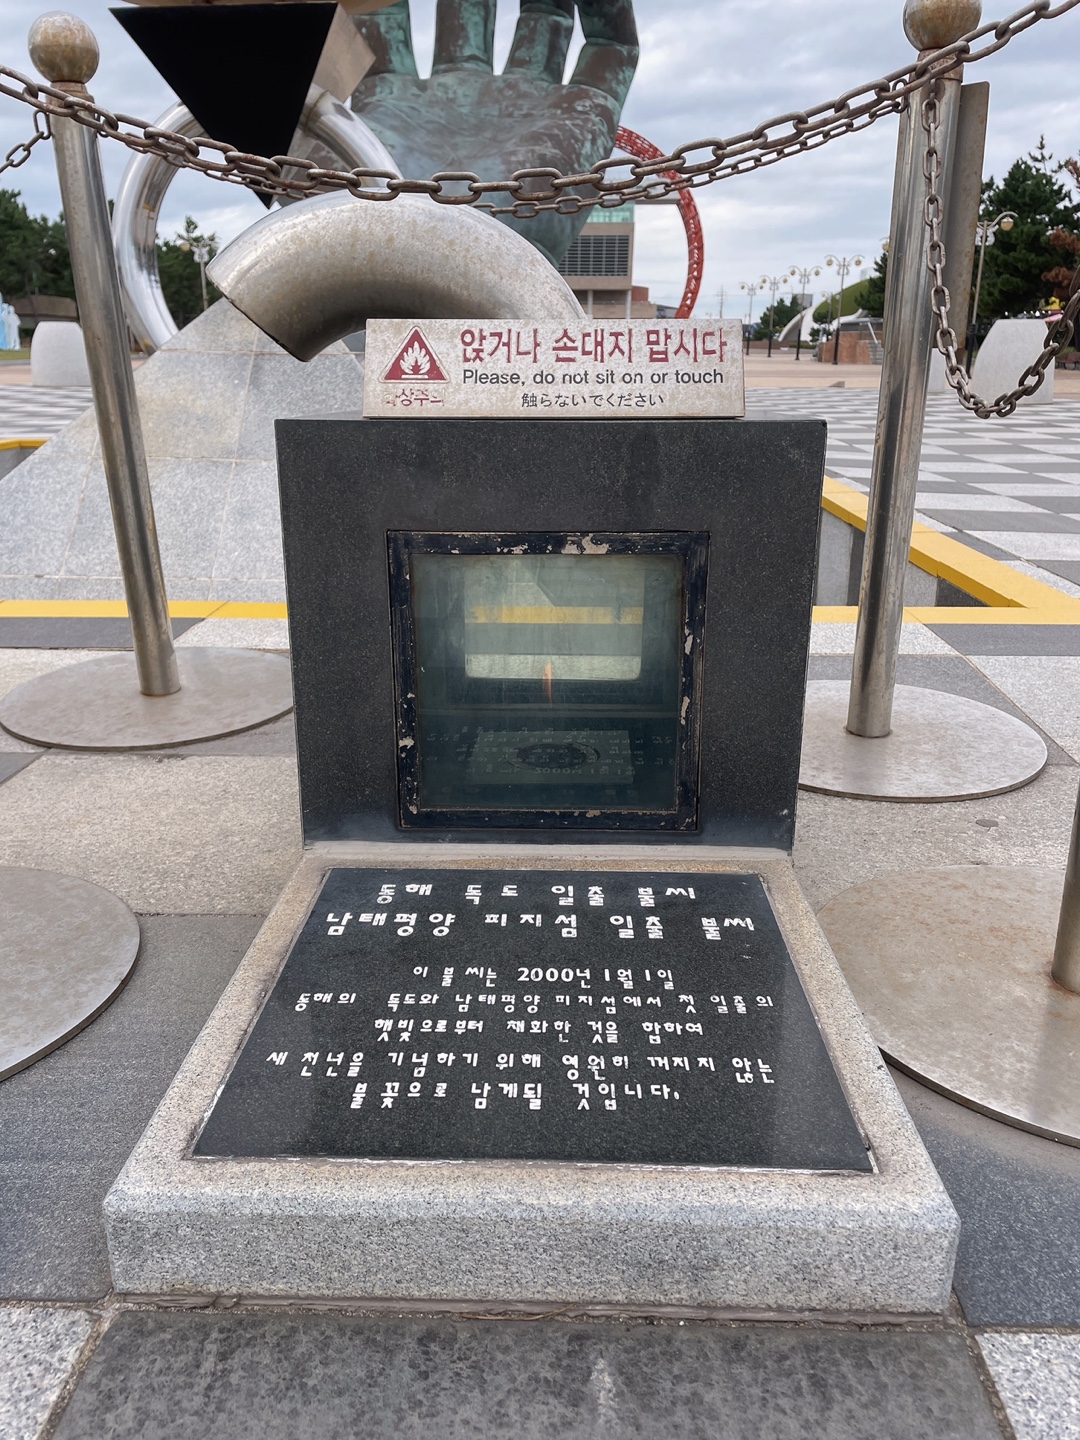 앉거나 손대지 맙시다
Please, do not sit on or touch
触らないでください
동해 독도 일출 불씨
남태평양 피지섬 일출 불씨
이 불씨는 2000년 1월 1일
동해의 독도와 남태평양 피지섬에서 첫 일출의
햇빛으로부터 채화한 것을 합하여
새 천년을 기념하기 위해 영원히 꺼지지 않는
불꽃으로 남게될 것입니다.